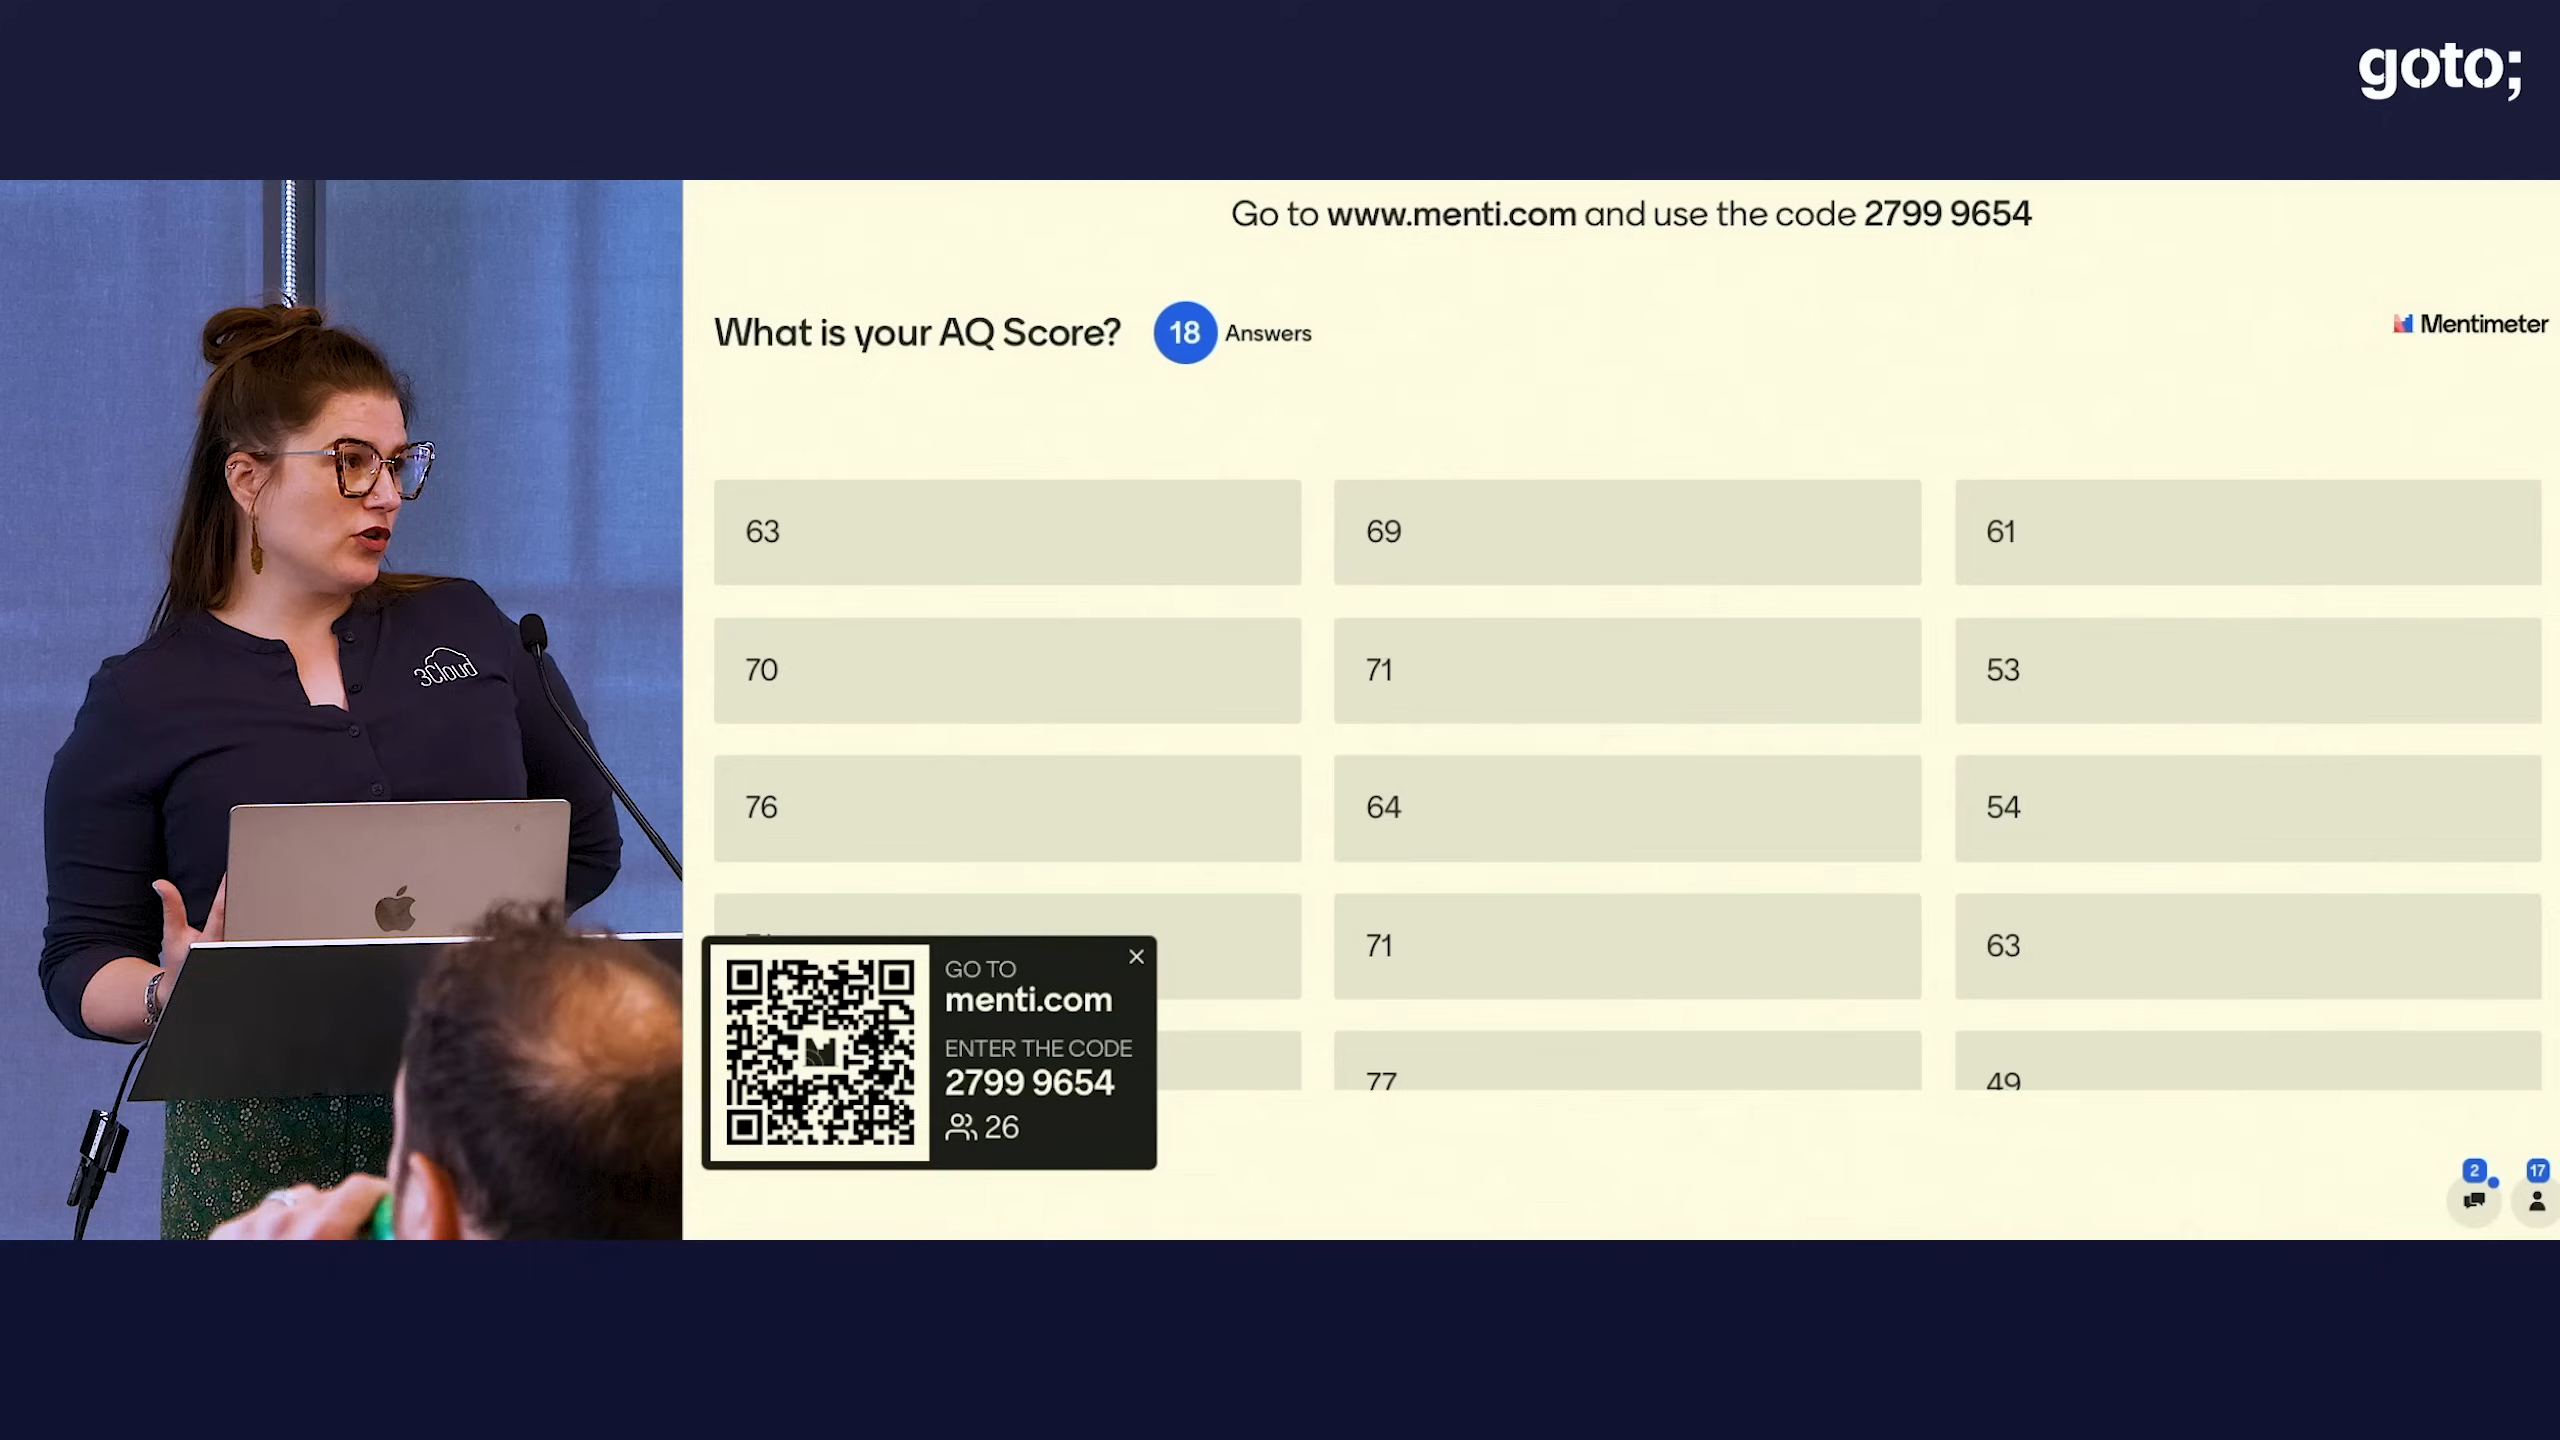 goto;
Go to www.menti.com and use the code 2799 9654
What is your AQ Score? 18 Answers
Mentimeter
63 69 61
70 71 53
76 64 54
71 63
77 49
3Cloud
GO TO
menti.com
ENTER THE CODE
2799 9654
26
2 17